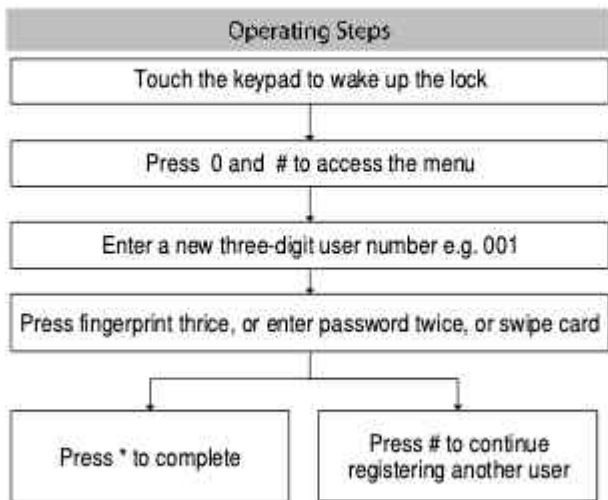 Operating Steps
Touch the keypad to wake up the lock
Press 0 and # to access the menu
Enter a new three-digit user number e.g. 001
Press fingerprint thrice, or enter password twice, or swipe card
Press * to complete
Press # to continue
registering another user